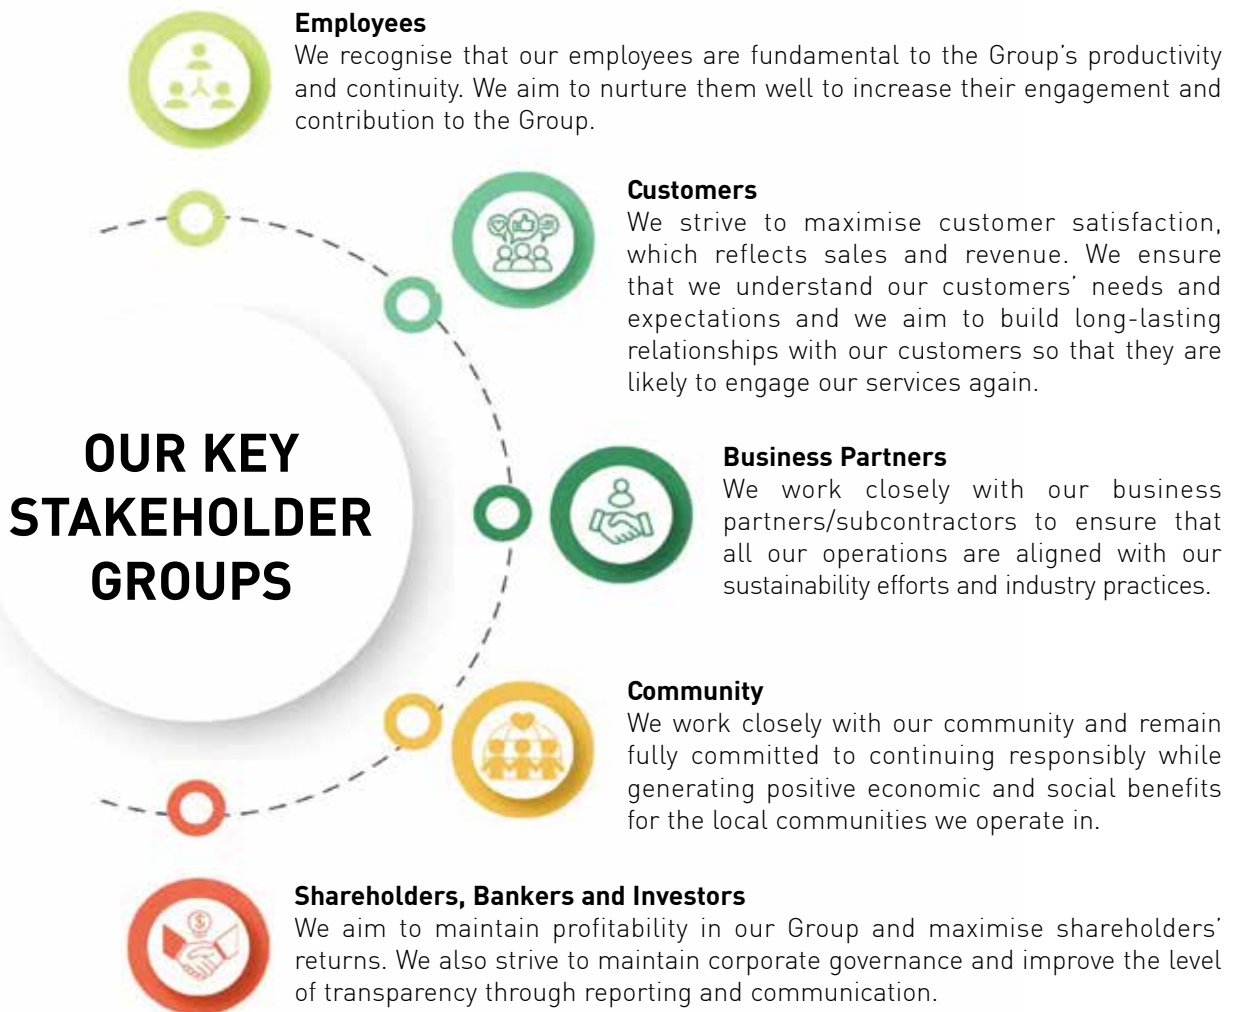 Employees
We recognise that our employees are fundamental to the Group's productivity
and continuity. We aim to nurture them well to increase their engagement and
contribution to the Group.
Customers
We strive to maximise customer satisfaction,
which reflects sales and revenue. We ensure
that we understand our customers' needs and
expectations and we aim to build long-lasting
relationships with our customers so that they are
likely to engage our services again.
OUR KEY
STAKEHOLDER
GROUPS
Business Partners
We work closely with our business
partners/subcontractors to ensure that
all our operations are aligned with our
sustainability efforts and industry practices.
Community
We work closely with our community and remain
fully committed to continuing responsibly while
generating positive economic and social benefits
for the local communities we operate in.
Shareholders, Bankers and Investors
We aim to maintain profitability in our Group and maximise shareholders'
returns. We also strive to maintain corporate governance and improve the level
of transparency through reporting and communication.